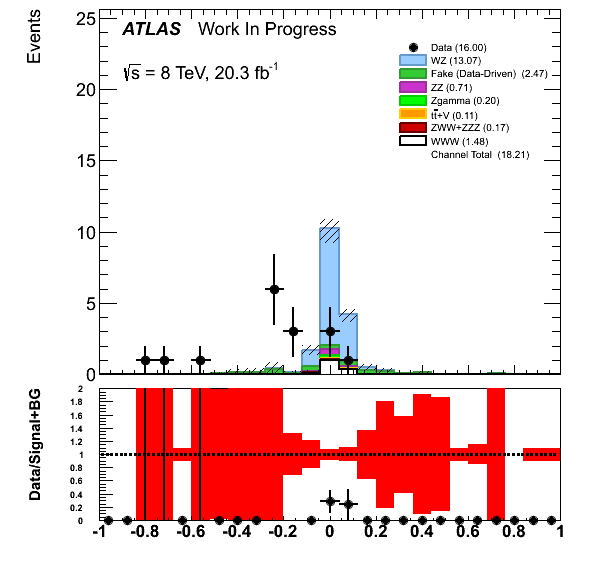 Events
25
20
15
10
5
0
ATLAS Work In Progress
√s = 8 TeV, 20.3 fb⁻¹
Data (16.00)
WZ (13.07)
Fake (Data-Driven) (2.47)
ZZ (0.71)
Zgamma (0.20)
tt̄+V (0.11)
ZWW+ZZZ (0.17)
WWW (1.48)
Channel Total (18.21)
Data/Signal+BG
2
1.8
1.6
1.4
1.2
1
0.8
0.6
0.4
0.2
0
-1 -0.8 -0.6 -0.4 -0.2 0 0.2 0.4 0.6 0.8 1